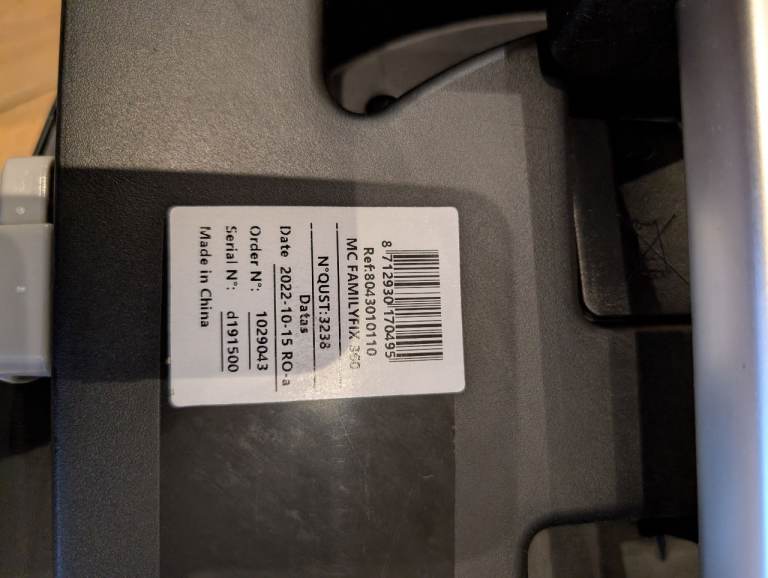 8 712930 170495
Ref:8043010110
MC FAMILYFIX 360
N°QUST:3238
Datas
Date 2022-10-15 RO-a
Order N°: 1029043
Serial N°: d191500
Made in China